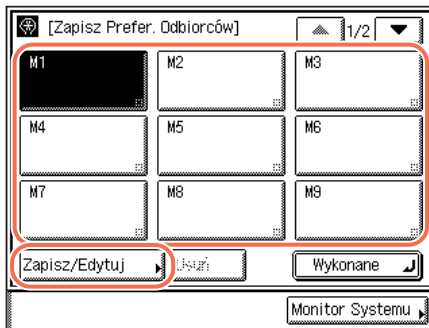 [Zapisz Prefer. Odbiorców] 1/2
M1 M2 M3
M4 M5 M6
M7 M8 M9
Zapisz/Edytuj Usuń Wykonane
Monitor Systemu